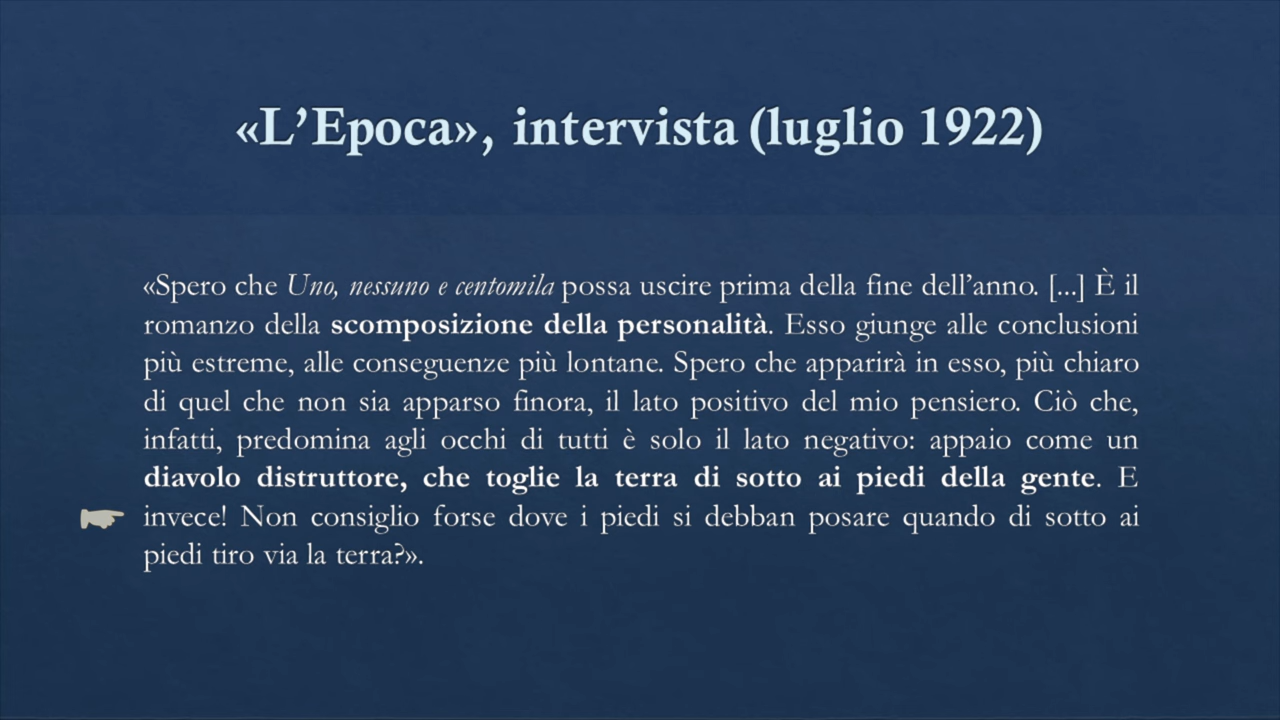 «L’Epoca», intervista (luglio 1922)
«Spero che Uno, nessuno e centomila possa uscire prima della fine dell’anno. [...] È il
romanzo della scomposizione della personalità. Esso giunge alle conclusioni
più estreme, alle conseguenze più lontane. Spero che apparirà in esso, più chiaro
di quel che non sia apparso finora, il lato positivo del mio pensiero. Ciò che,
infatti, predomina agli occhi di tutti è solo il lato negativo: appaio come un
diavolo distruttore, che toglie la terra di sotto ai piedi della gente. E
invece! Non consiglio forse dove i piedi si debban posare quando di sotto ai
piedi tiro via la terra?».